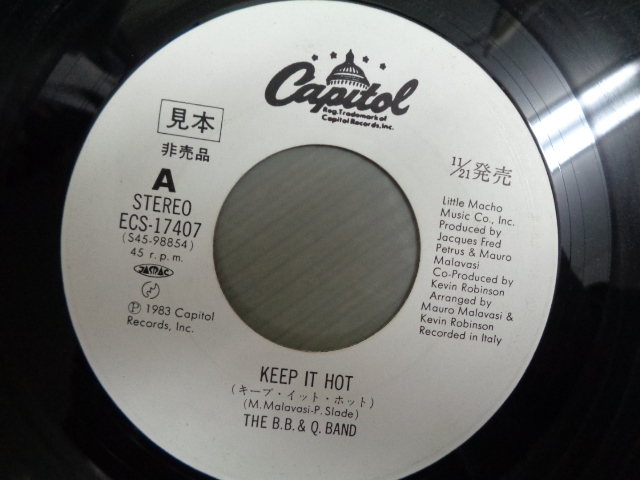 Capitol
Reg. Trademark of
Capitol Records, Inc.
見本
非売品
A
STEREO
ECS-17407
(S45-98854)
45 r.p.m.
JASRAC
Ⓟ 1983 Capitol
Records, Inc.
11/21発売
Little Macho
Music Co., Inc.
Produced by
Jacques Fred
Petrus & Mauro
Malavasi
Co-Produced by
Kevin Robinson
Arranged by
Mauro Malavasi &
Kevin Robinson
Recorded in Italy
KEEP IT HOT
(キープ・イット・ホット)
(M. Malavasi-P. Slade)
THE B.B. & Q. BAND